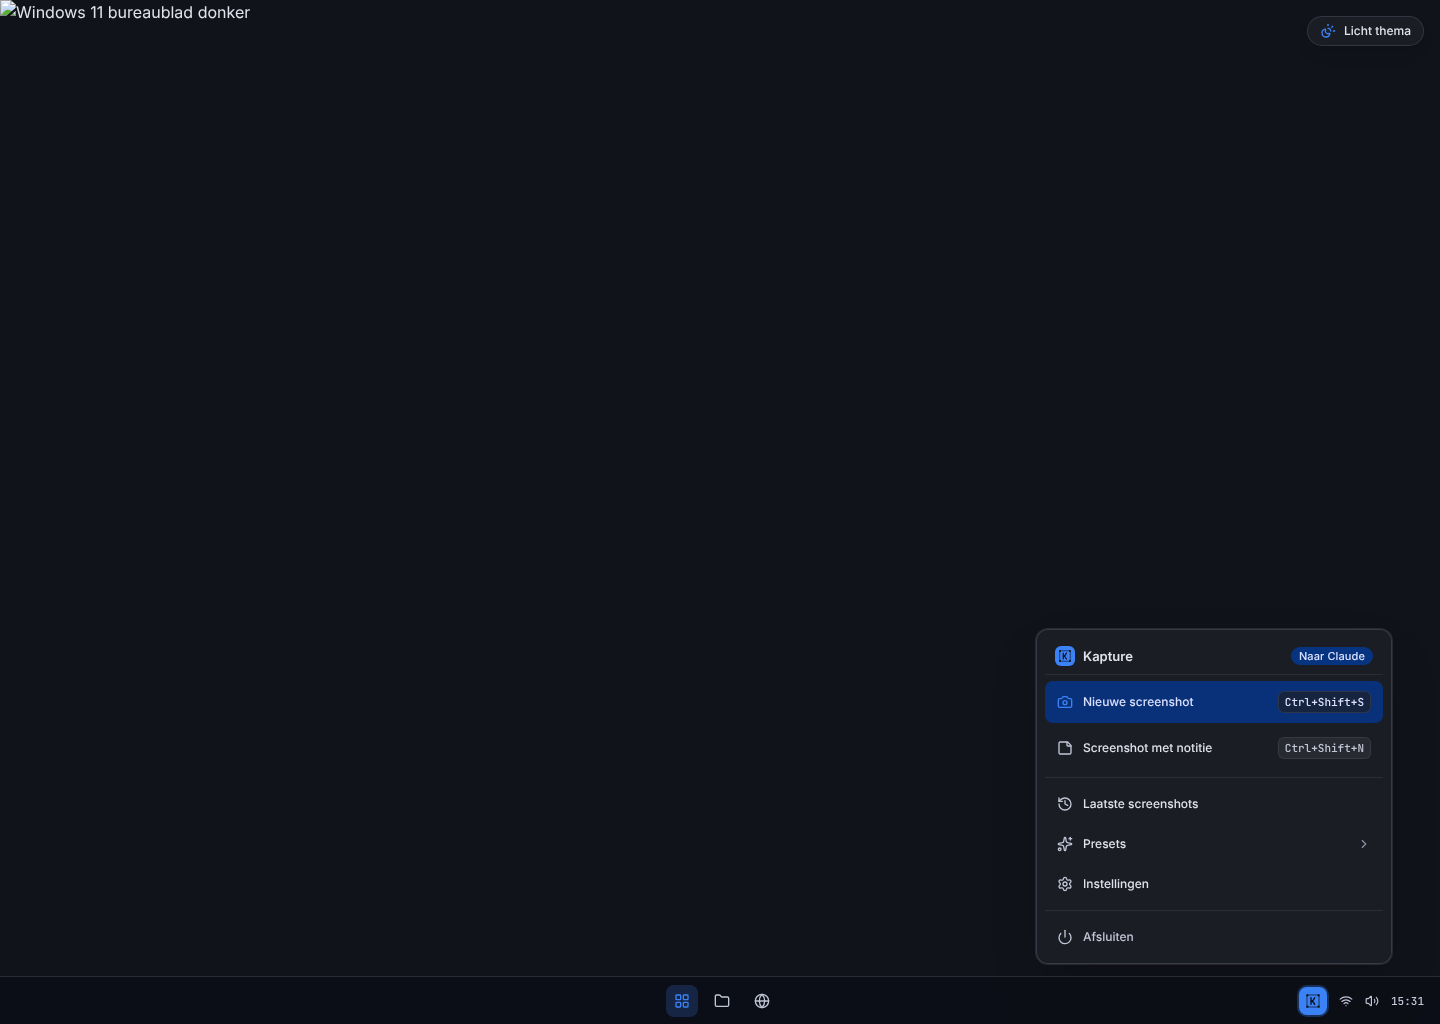 Windows 11 bureaublad donker
Licht thema
Kapture
Naar Claude
Nieuwe screenshot
Ctrl+Shift+S
Screenshot met notitie
Ctrl+Shift+N
Laatste screenshots
Presets
Instellingen
Afsluiten
K
15:31